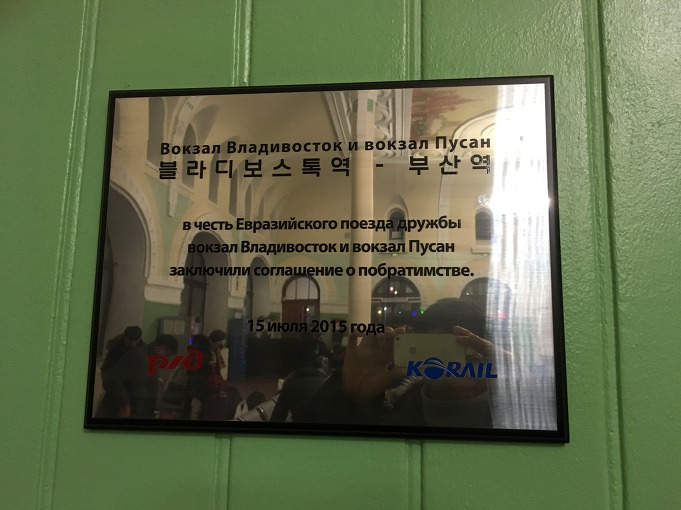 Вокзал Владивосток и вокзал Пусан
블라디보스톡역 - 부산역
в честь Евразийского поезда дружбы
вокзал Владивосток и вокзал Пусан
заключили соглашение о побратимстве.
15 июля 2015 года
ржд KORAIL